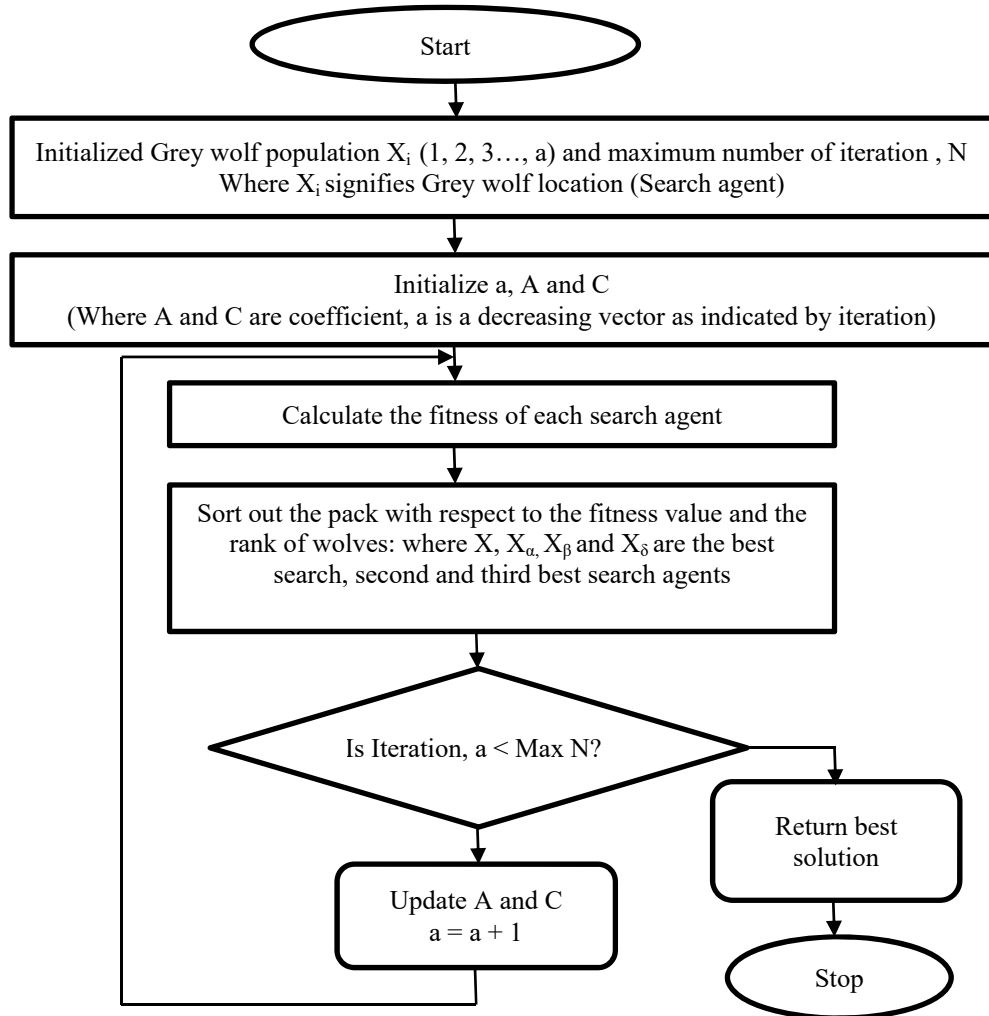 Start
Initialized Grey wolf population Xᵢ (1, 2, 3…, a) and maximum number of iteration , N
Where Xᵢ signifies Grey wolf location (Search agent)
Initialize a, A and C
(Where A and C are coefficient, a is a decreasing vector as indicated by iteration)
Calculate the fitness of each search agent
Sort out the pack with respect to the fitness value and the
rank of wolves: where X, X_α, X_β and X_δ are the best
search, second and third best search agents
Is Iteration, a < Max N?
Return best
solution
Update A and C
a = a + 1
Stop